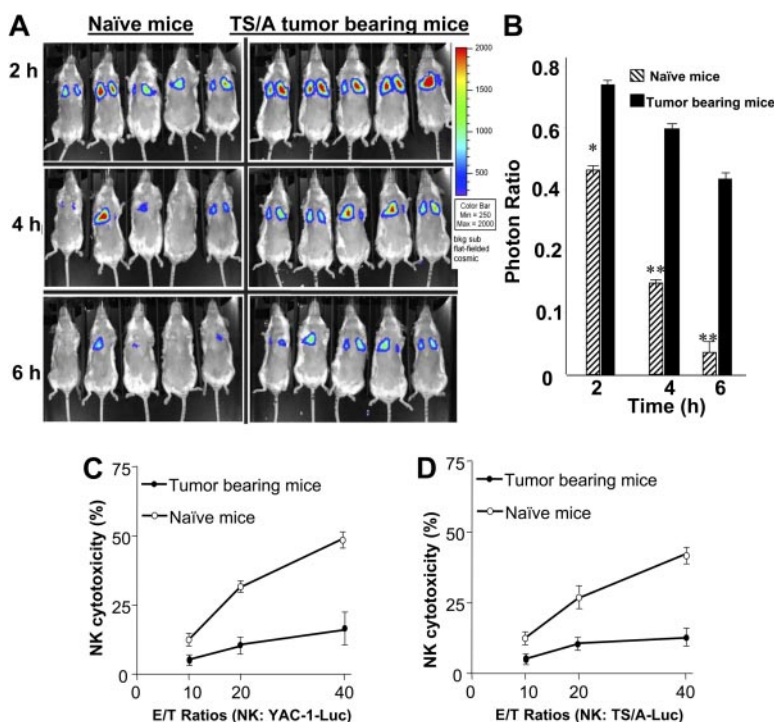 A
Naïve mice
TS/A tumor bearing mice
2 h
4 h
6 h
2000
1500
1000
500
Color Bar
Min = 250
Max = 2000
bkg sub
flat-fielded
cosmic
B
Photon Ratio
0.8
0.6
0.4
0.2
0.1
0
Naïve mice
Tumor bearing mice
*
**
**
2 4 6
Time (h)
C
NK cytotoxicity (%)
75
50
25
0
Tumor bearing mice
Naïve mice
0 10 20 40
E/T Ratios (NK: YAC-1-Luc)
D
NK cytotoxicity (%)
75
50
25
0
Tumor bearing mice
Naïve mice
0 10 20 40
E/T Ratios (NK: TS/A-Luc)